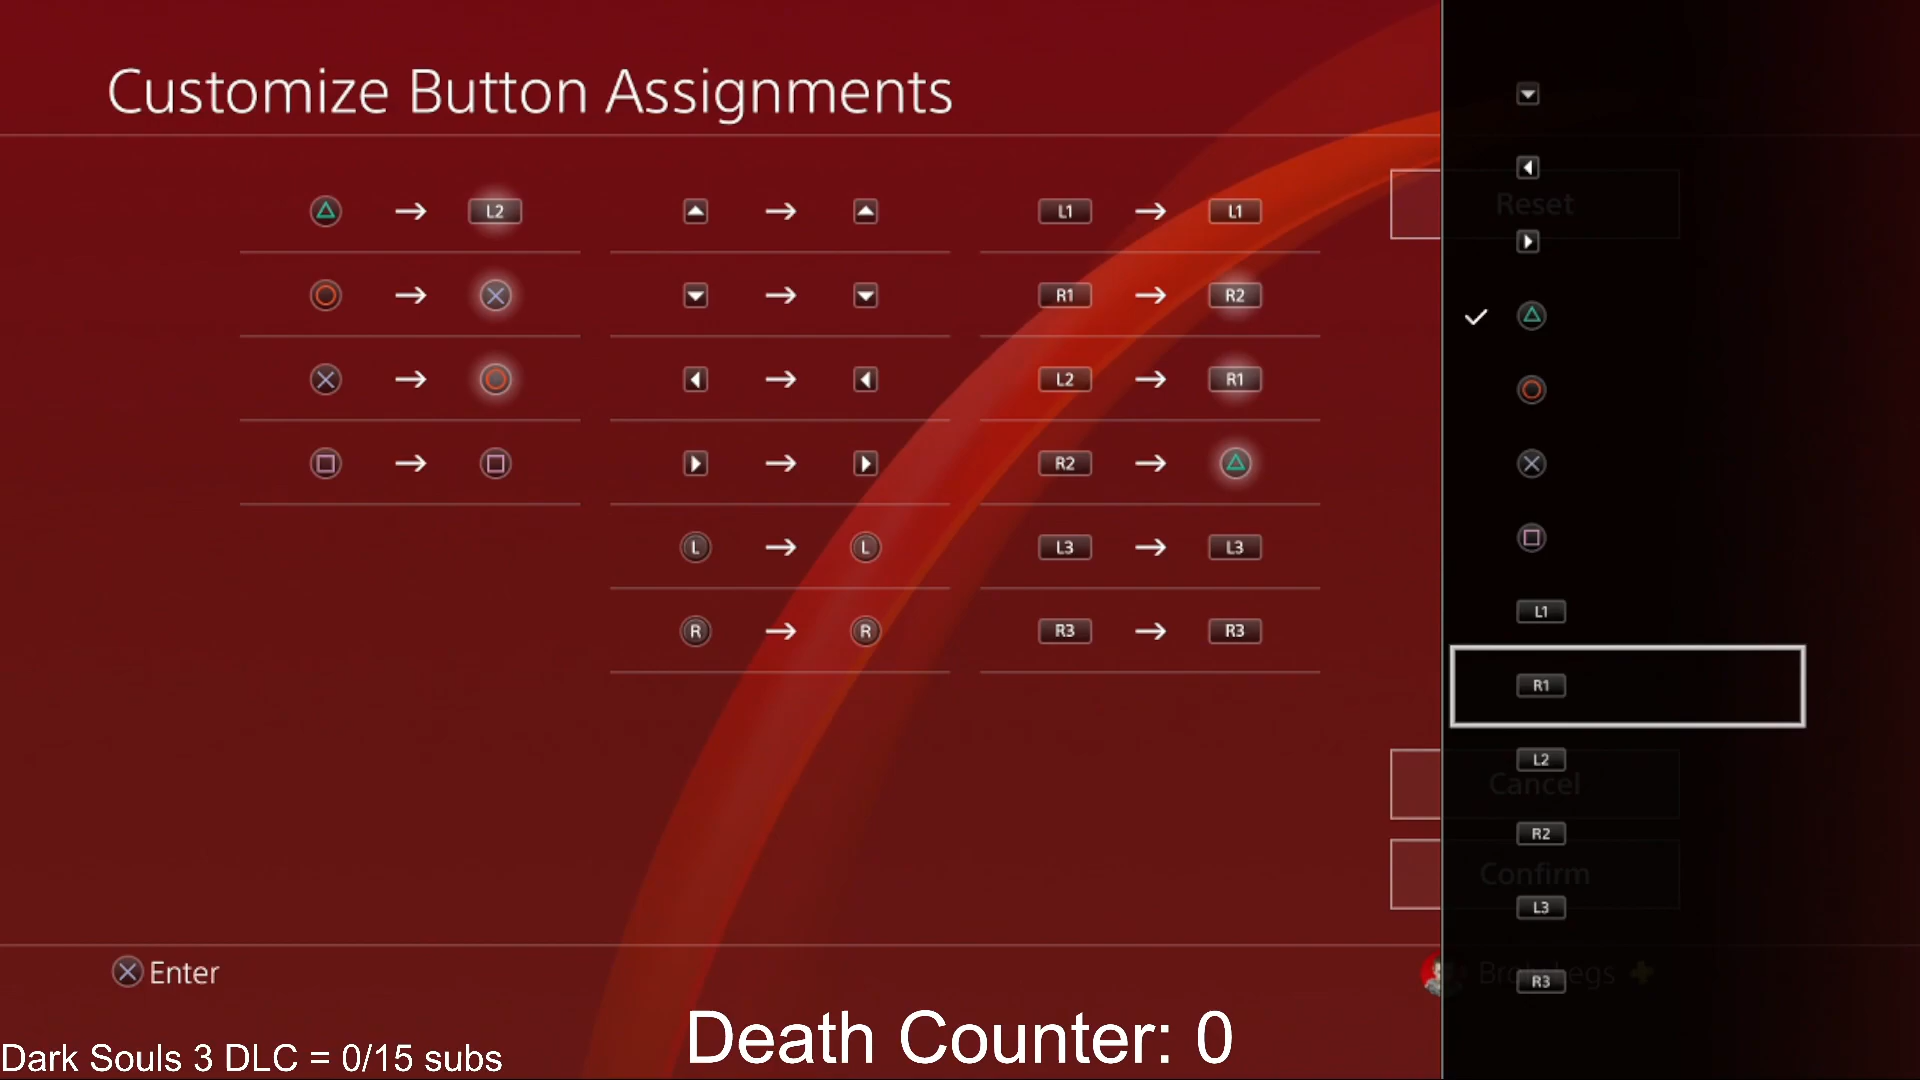 Customize Button Assignments
L2 L1 L1
R1 R2
L2 R1
R2
L L L3 L3
R R R3 R3
Reset
L1
R1
L2
Cancel
R2
Confirm
L3
R3
Enter
Death Counter: 0
Dark Souls 3 DLC = 0/15 subs